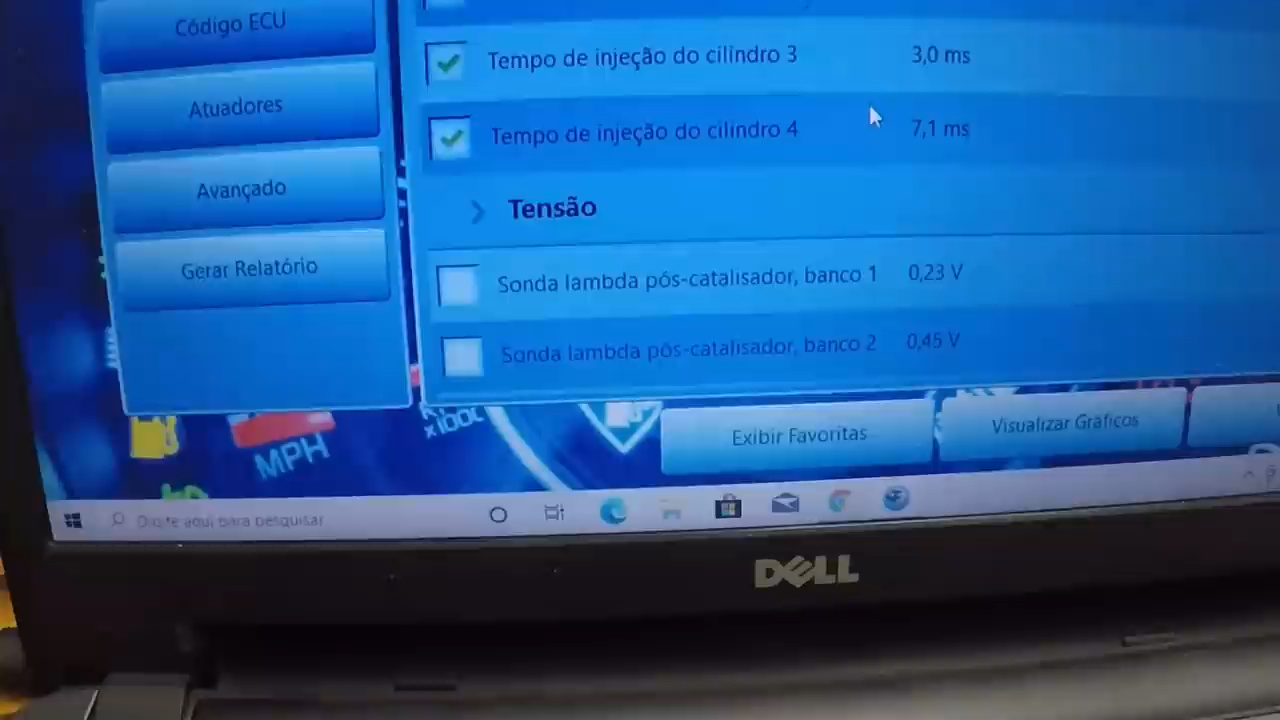 Código ECU
Tempo de injeção do cilindro 3 3,0 ms
Atuadores
Tempo de injeção do cilindro 4 7,1 ms
Avançado
Tensão
Gerar Relatório
Sonda lambda pós-catalisador, banco 1 0,23 V
Sonda lambda pós-catalisador, banco 2 0,45 V
x1000
MPH
Exibir Favoritas
Visualizar Gráficos
Digite aqui para pesquisar
DELL